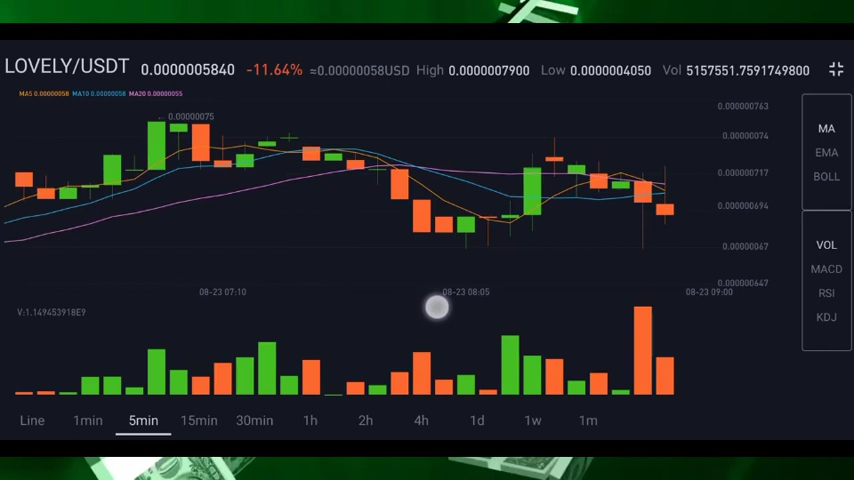 LOVELY/USDT 0.0000005840 -11.64% ≈0.00000058USD High 0.0000007900 Low 0.0000004050 Vol 5157551.7591749800
MA5 0.00000058 MA10 0.00000058 MA20 0.00000055
0.000000763
← 0.00000075
0.00000074
0.000000717
0.000000694
0.00000067
0.000000647
08-23 07:10 08-23 08:05 08-23 09:00
V:1.149453918E9
MA
EMA
BOLL
VOL
MACD
RSI
KDJ
Line 1min 5min 15min 30min 1h 2h 4h 1d 1w 1m